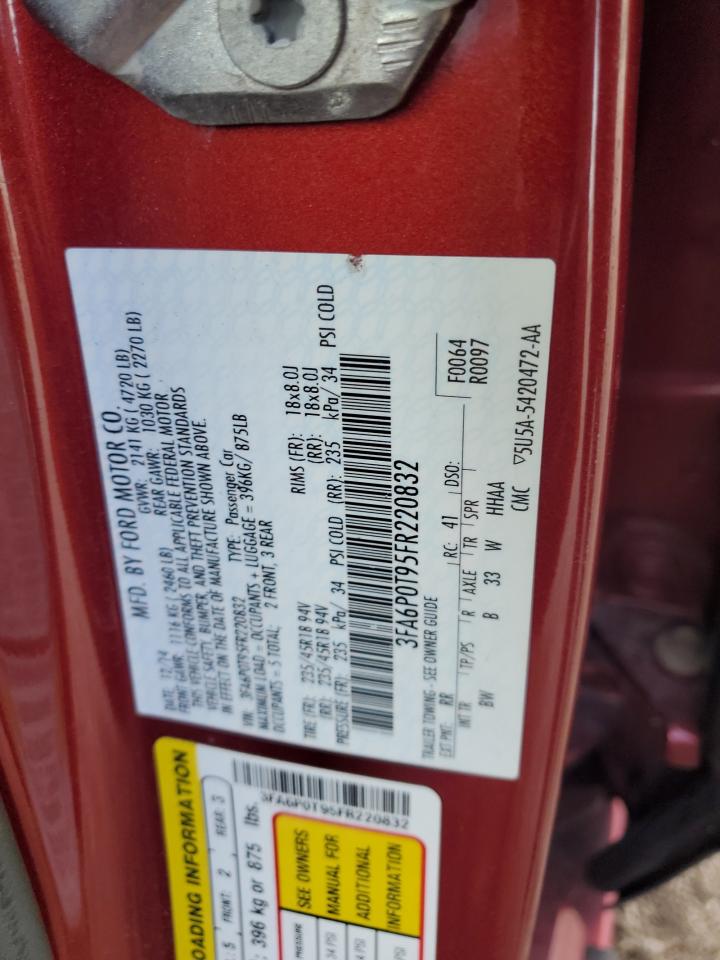 MFD. BY FORD MOTOR CO.
DATE: 12/14 GVWR: 2141 KG ( 4720 LB)
FRONT GAWR: 1116 KG ( 2460 LB) REAR GAWR: 1030 KG ( 2270 LB)
THIS VEHICLE CONFORMS TO ALL APPLICABLE FEDERAL MOTOR
VEHICLE SAFETY, BUMPER, AND THEFT PREVENTION STANDARDS
IN EFFECT ON THE DATE OF MANUFACTURE SHOWN ABOVE.
VIN: 3FA6P0T95FR220832 TYPE: Passenger Car
MAXIMUM LOAD = OCCUPANTS + LUGGAGE = 396KG/ 875LB
OCCUPANTS = 5 TOTAL: 2 FRONT, 3 REAR
TIRE (FR): 235/45R18 94V RIMS (FR): 18x8.0J
(RR): 235/45R18 94V (RR): 18x8.0J
PRESSURE (FR): 235 kPa/ 34 PSI COLD (RR): 235 kPa/ 34 PSI COLD
3FA6P0T95FR220832
TRAILER TOWING - SEE OWNER GUIDE
F0064
R0097
EXT PNT: RR RC: 41 DSO:
INT TR TP/PS R AXLE TR SPR
BW B 33 W HHAA
CMC ▽5U5A-5420472-AA
OADING INFORMATION
5 FRONT: 2 REAR: 3
: 396 kg or 875 lbs.
3FA6P0T95FR220832
PRESSURE
34 PSI
PSI
SEE OWNERS
MANUAL FOR
ADDITIONAL
INFORMATION